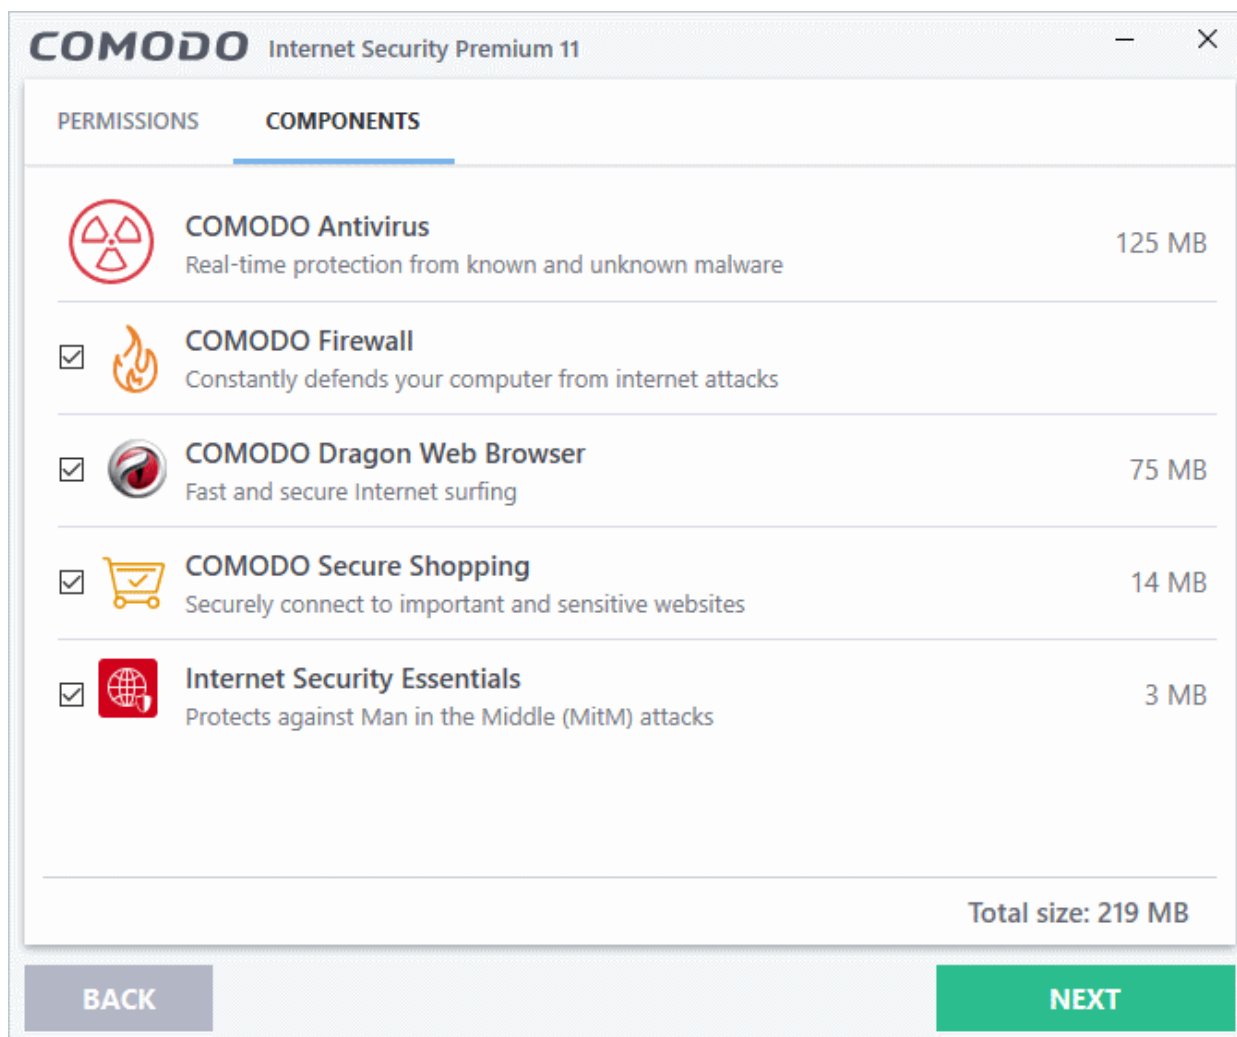 COMODO Internet Security Premium 11
PERMISSIONS COMPONENTS
COMODO Antivirus
Real-time protection from known and unknown malware
125 MB
COMODO Firewall
Constantly defends your computer from internet attacks
COMODO Dragon Web Browser
Fast and secure Internet surfing
75 MB
COMODO Secure Shopping
Securely connect to important and sensitive websites
14 MB
Internet Security Essentials
Protects against Man in the Middle (MitM) attacks
3 MB
Total size: 219 MB
BACK NEXT